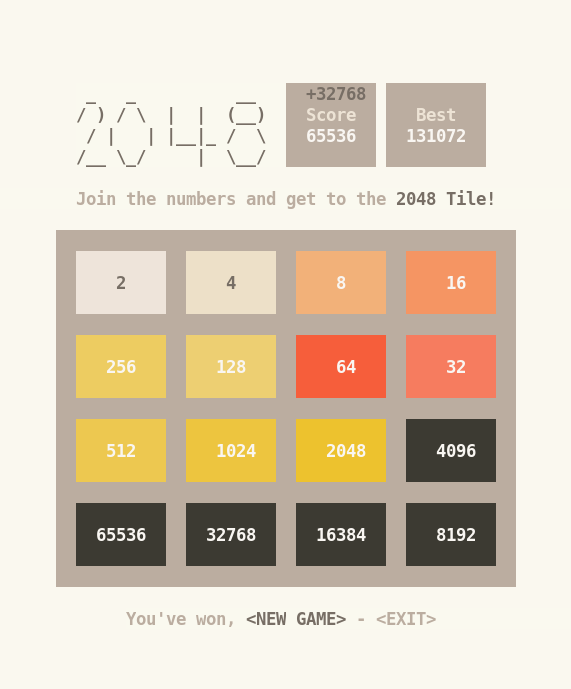 2048
+32768
Score Best
65536 131072
Join the numbers and get to the 2048 Tile!
2 4 8 16
256 128 64 32
512 1024 2048 4096
65536 32768 16384 8192
You've won, <NEW GAME> - <EXIT>